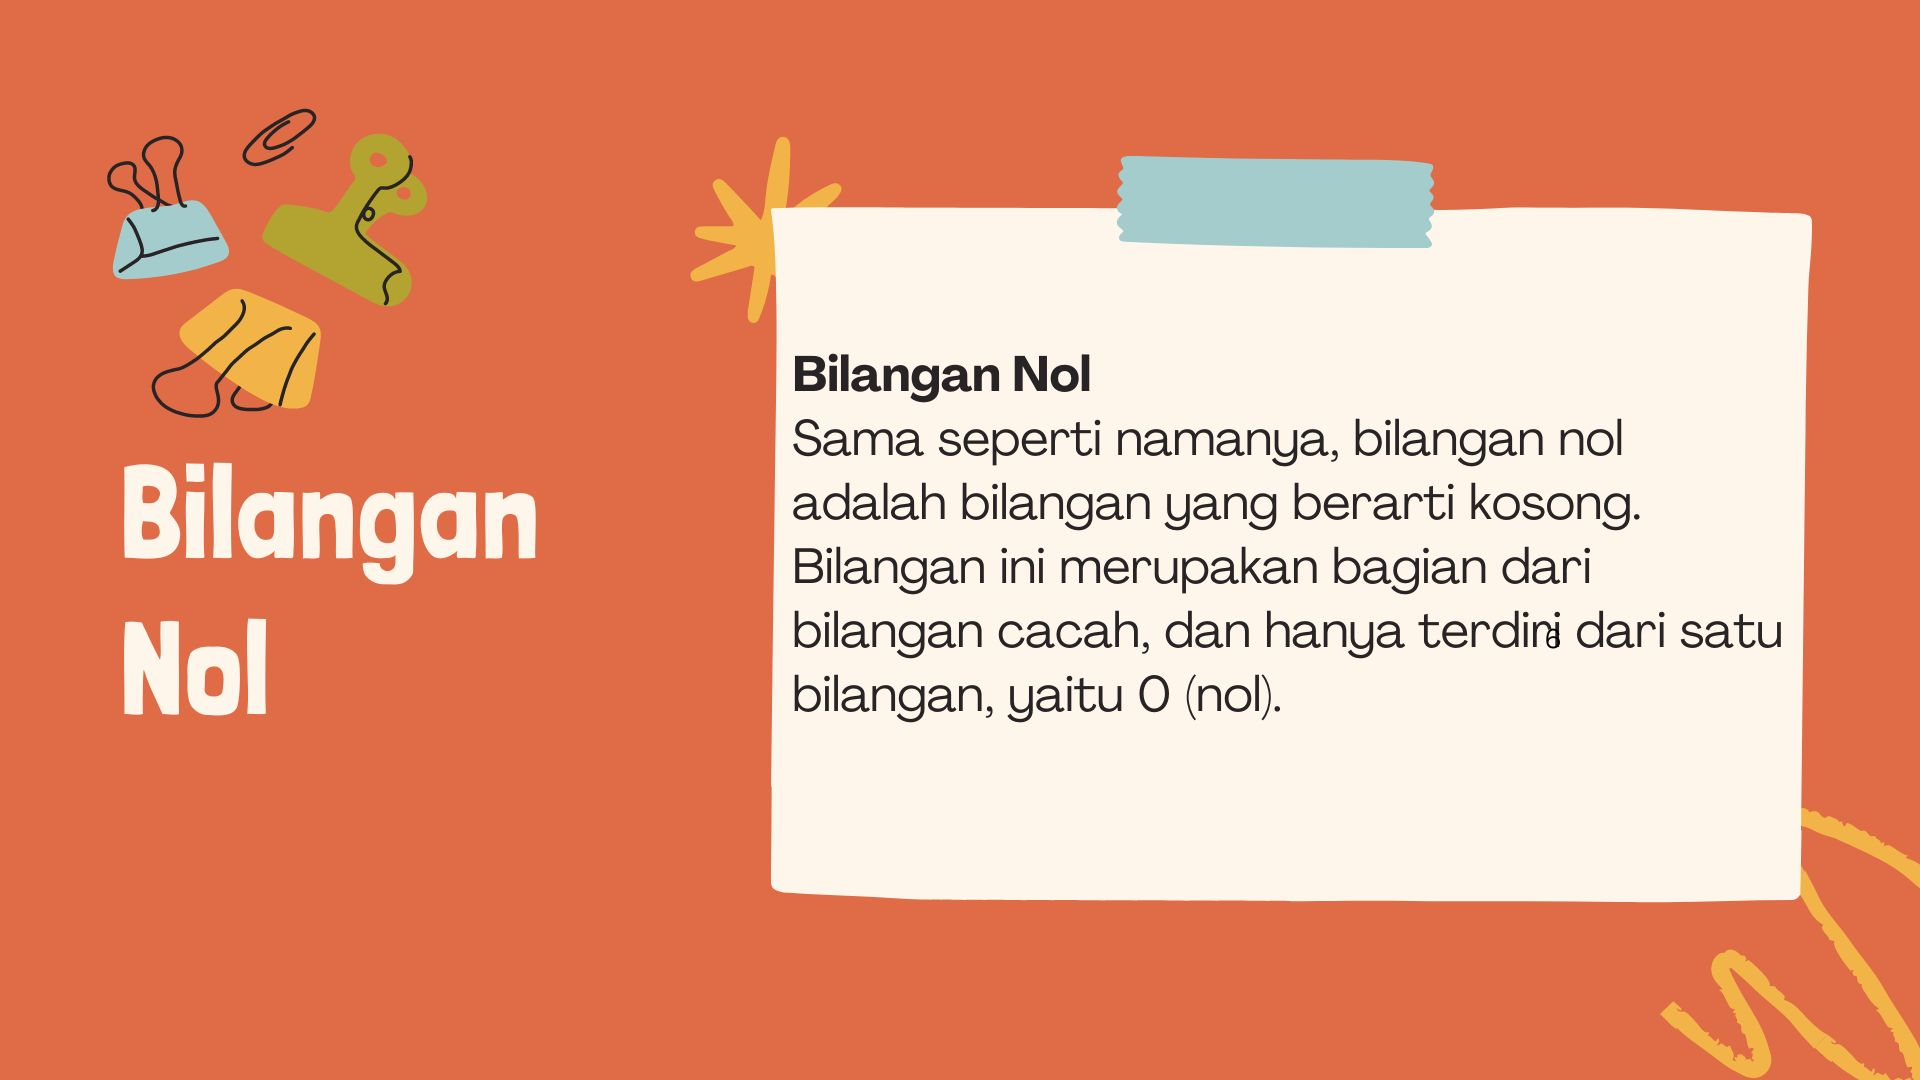 Bilangan
Nol
Bilangan Nol
Sama seperti namanya, bilangan nol
adalah bilangan yang berarti kosong.
Bilangan ini merupakan bagian dari
bilangan cacah, dan hanya terdiri dari satu
bilangan, yaitu 0 (nol).
6